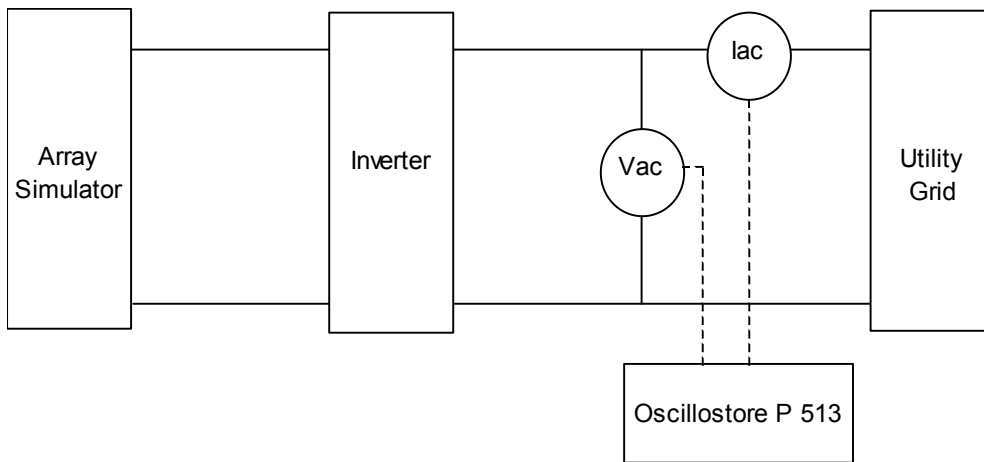 Iac
Array
Simulator
Inverter
Vac
Utility
Grid
Oscillostore P 513